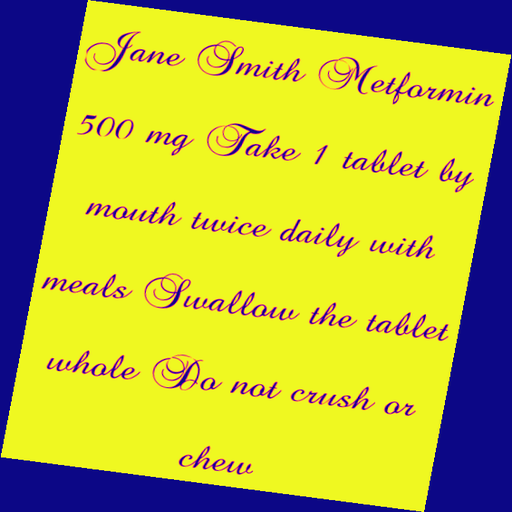 Jane Smith Metformin
500 mg Take 1 tablet by
mouth twice daily with
meals Swallow the tablet
whole Do not crush or
chew